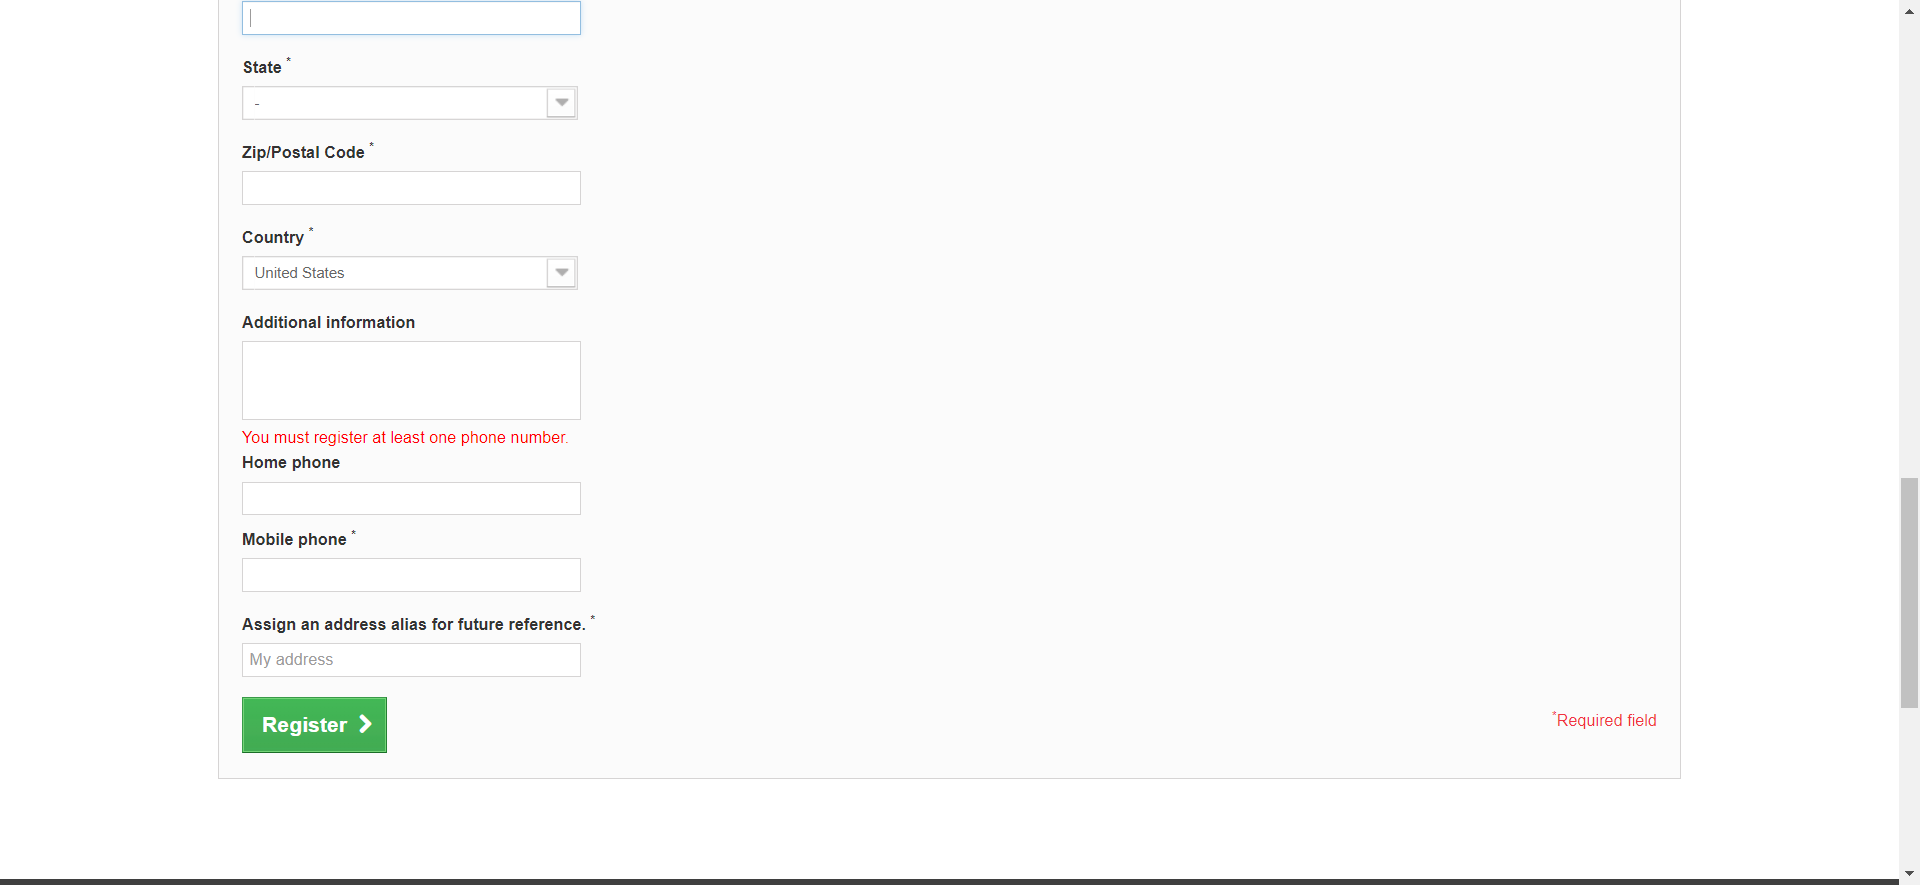 State *
-
Zip/Postal Code *
Country *
United States
Additional information
You must register at least one phone number.
Home phone
Mobile phone *
Assign an address alias for future reference. *
My address
Register
*Required field